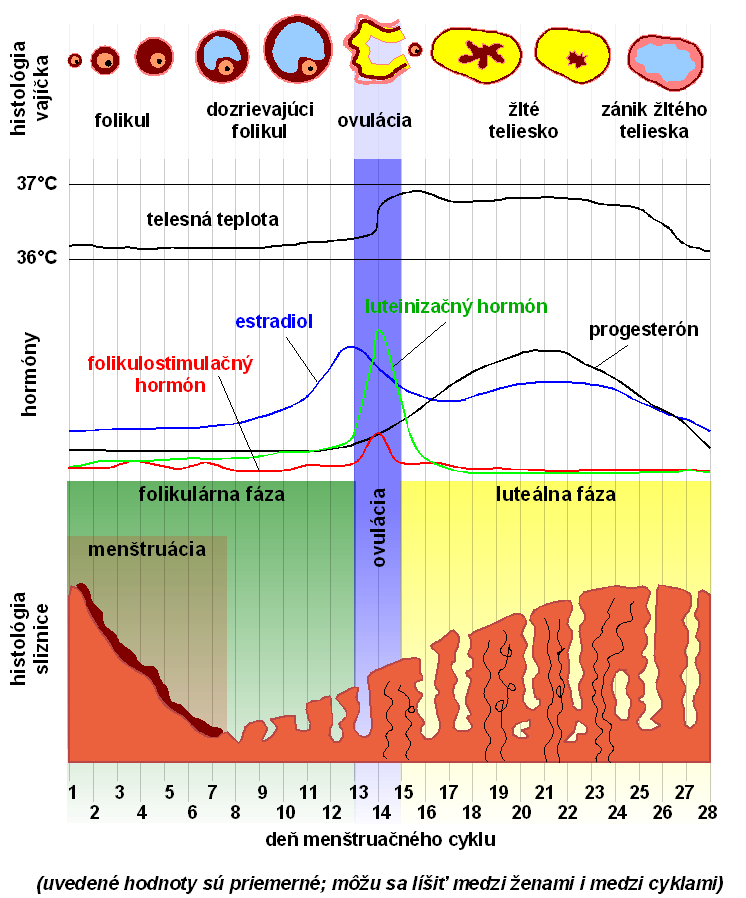 histológia
vajíčka
folikul
dozrievajúci
folikul
ovulácia
žlté
teliesko
zánik žltého
telieska
37°C
telesná teplota
36°C
hormóny
estradiol
luteinizačný hormón
progesterón
folikulostimulačný
hormón
folikulárna fáza
ovulácia
luteálna fáza
menštruácia
histológia
sliznice
1 3 5 7 9 11 13 15 17 19 21 23 25 27
2 4 6 8 10 12 14 16 18 20 22 24 26 28
deň menštruačného cyklu
(uvedené hodnoty sú priemerné; môžu sa líšiť medzi ženami i medzi cyklami)